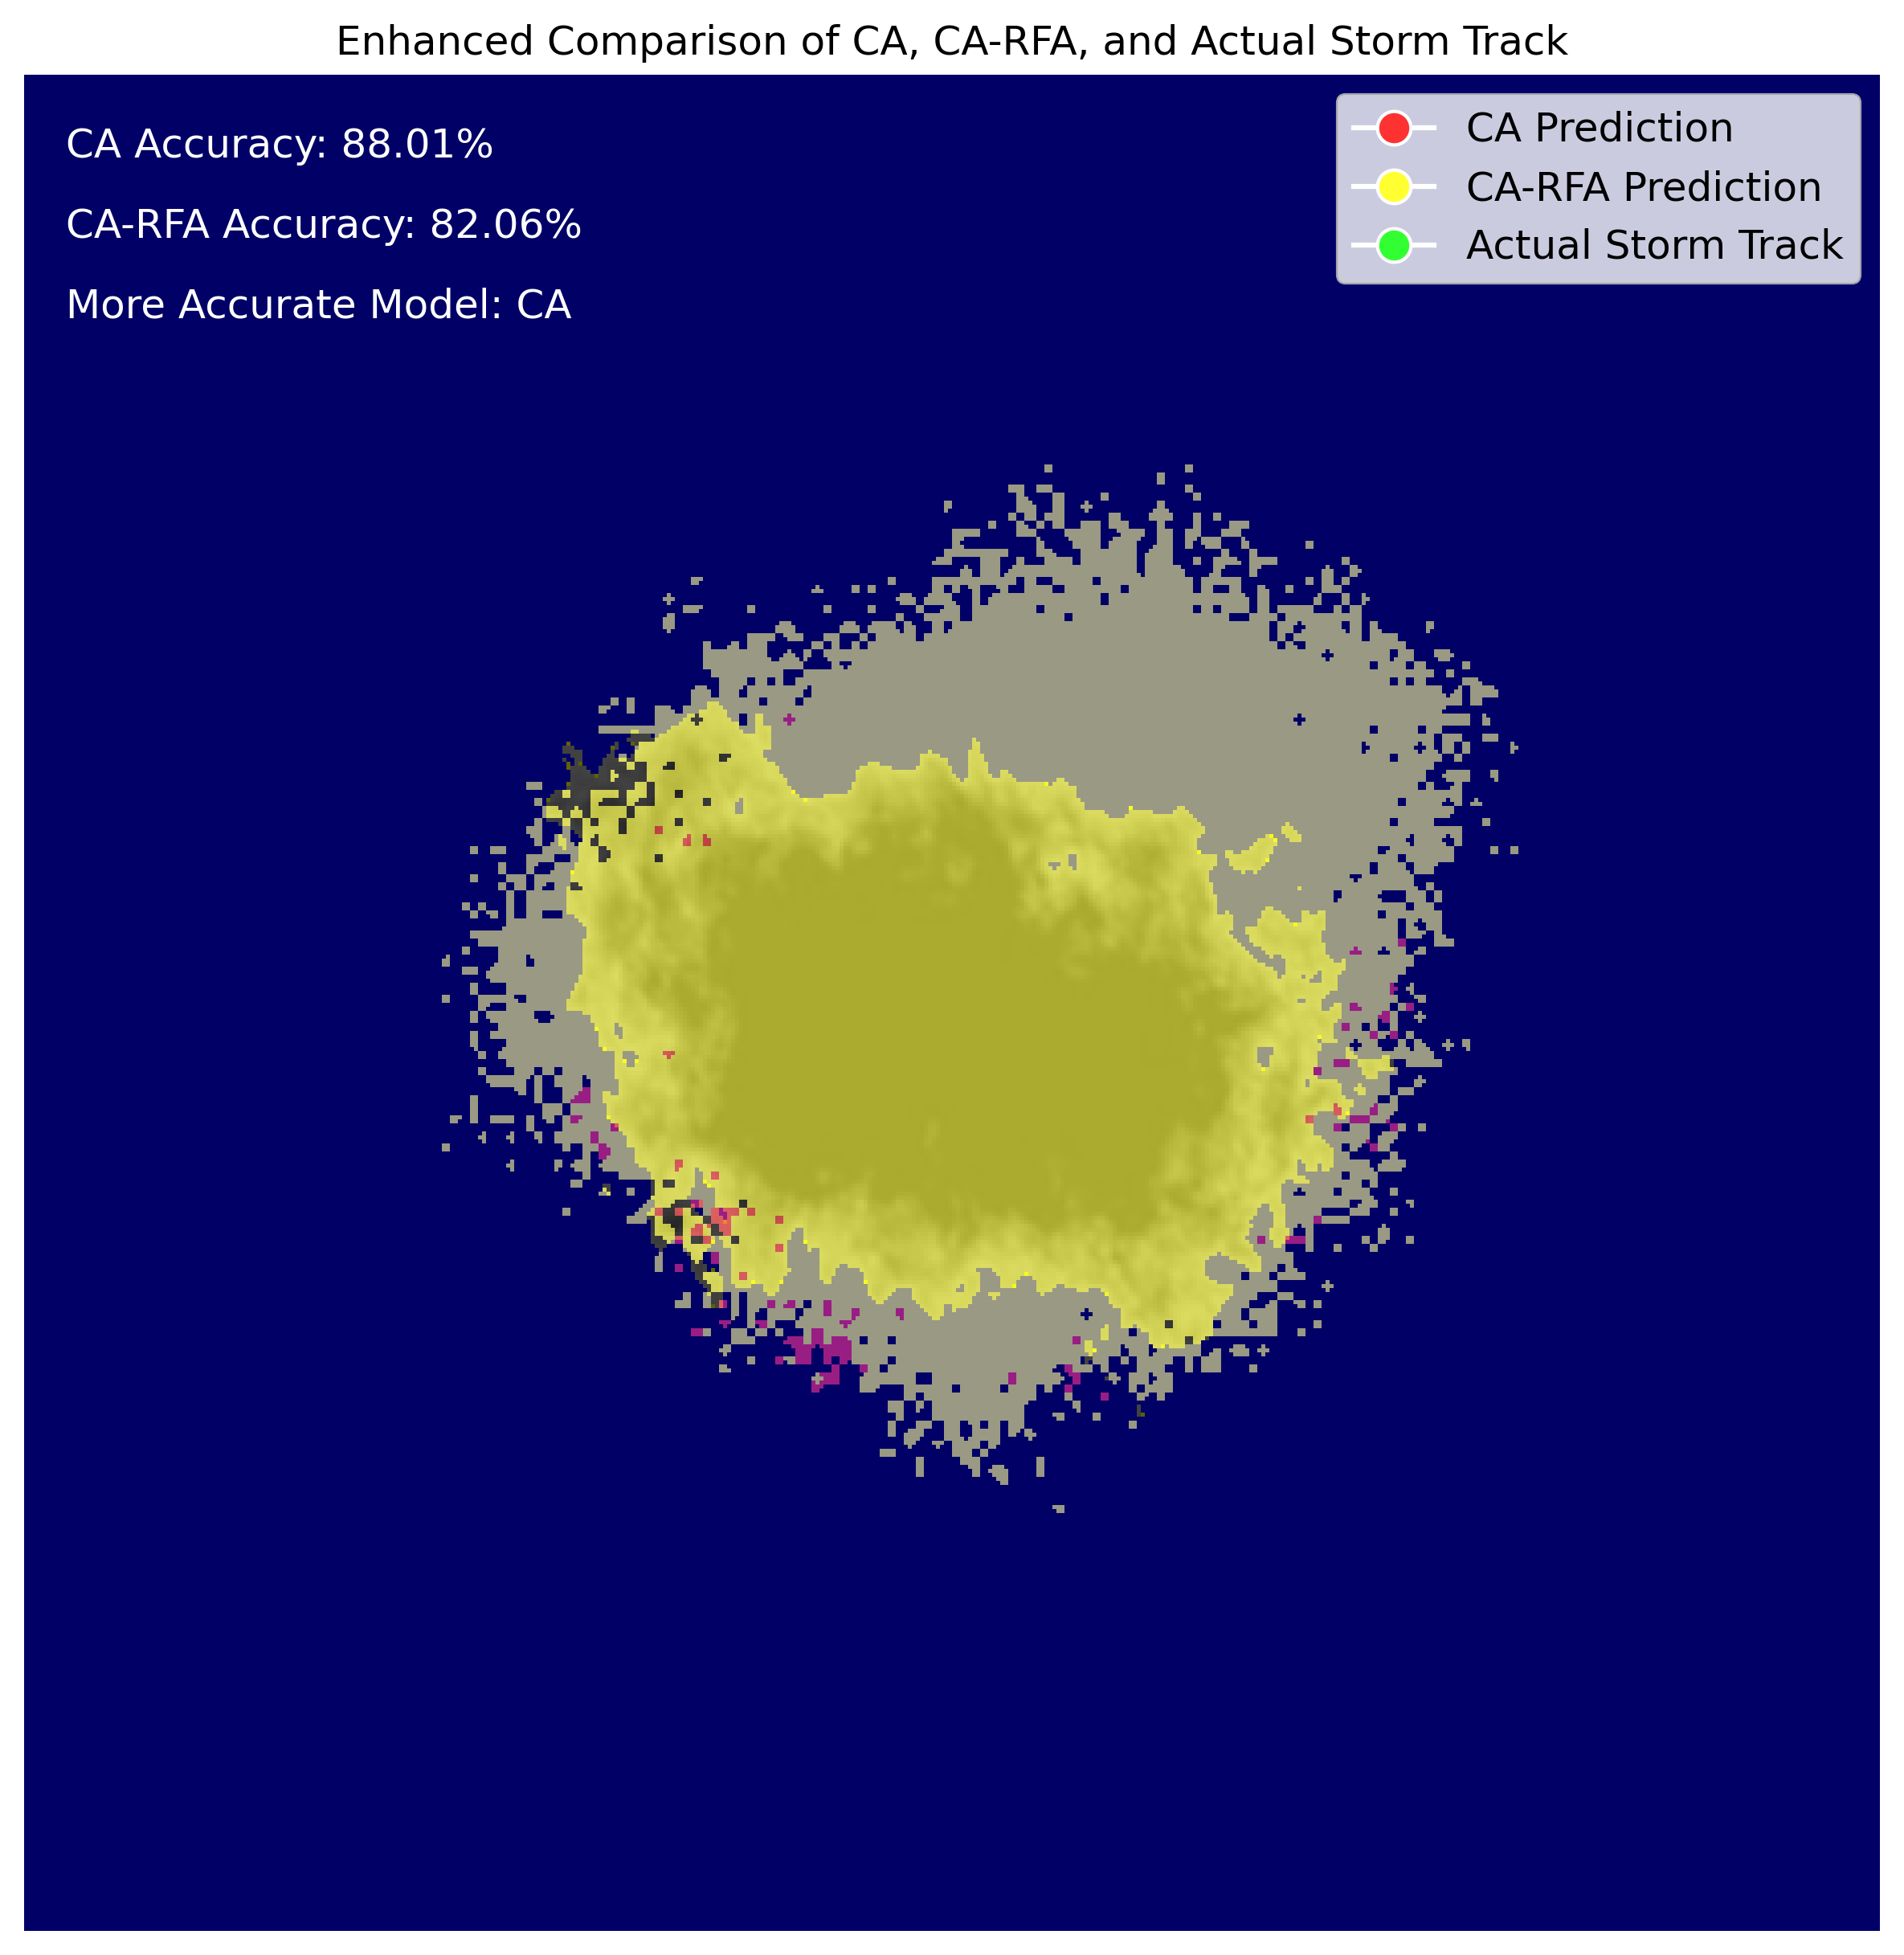 Enhanced Comparison of CA, CA-RFA, and Actual Storm Track
CA Accuracy: 88.01%
CA-RFA Accuracy: 82.06%
More Accurate Model: CA
CA Prediction
CA-RFA Prediction
Actual Storm Track